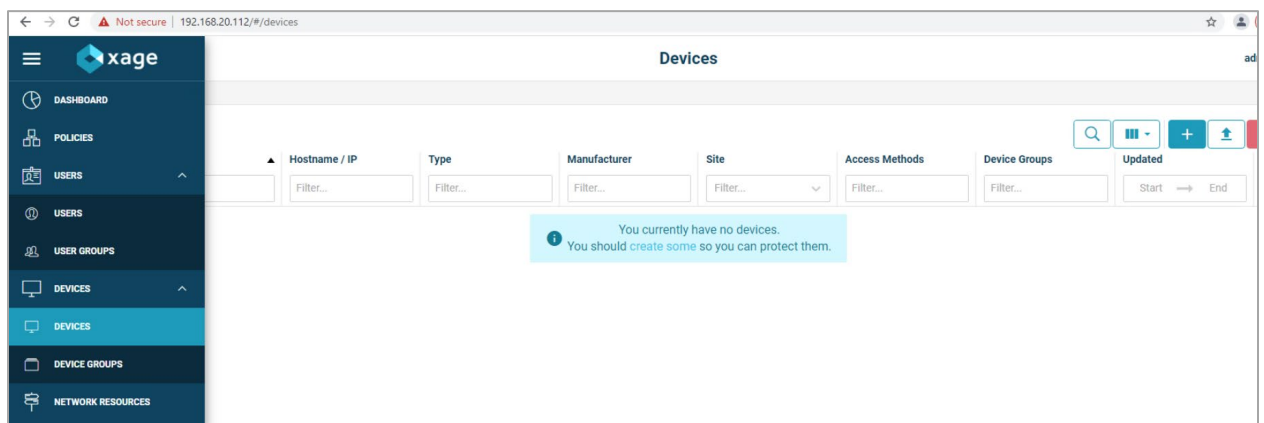 Not secure | 192.168.20.112/#/devices
xage
Devices
DASHBOARD
POLICIES
USERS
USERS
USER GROUPS
DEVICES
DEVICES
DEVICE GROUPS
NETWORK RESOURCES
Hostname / IP Type Manufacturer Site Access Methods Device Groups Updated
Filter... Filter... Filter... Filter... Filter... Filter... Start → End
You currently have no devices.
You should create some so you can protect them.